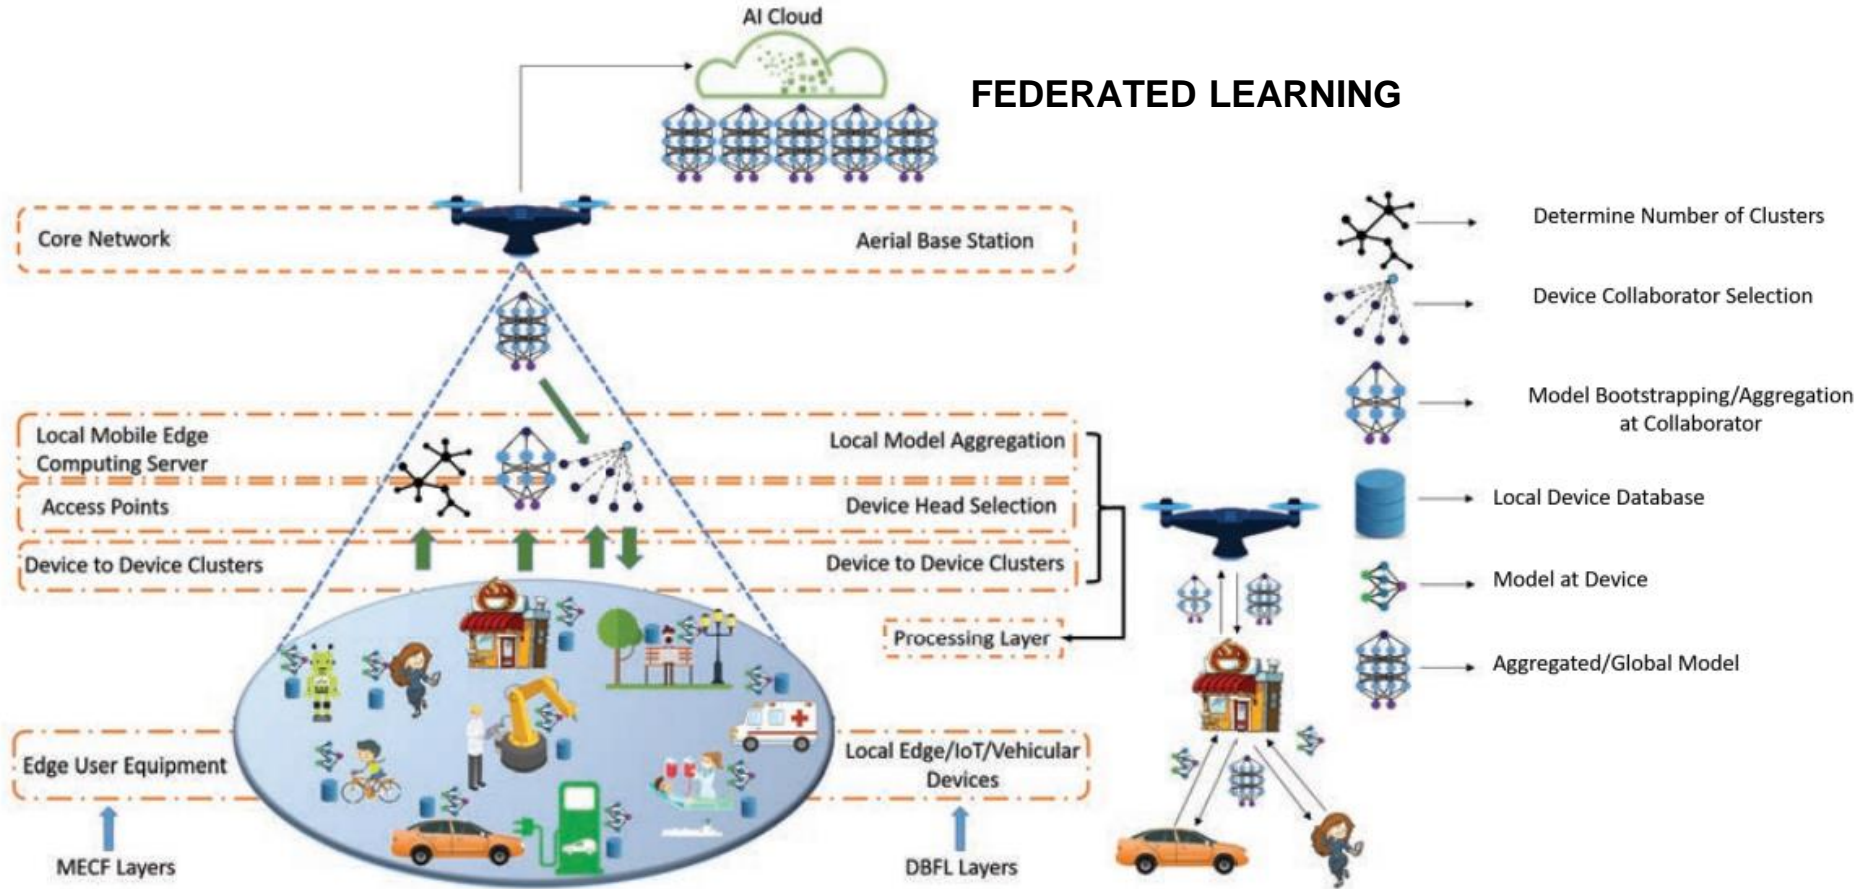 AI Cloud
FEDERATED LEARNING
Core Network
Aerial Base Station
Local Mobile Edge
Computing Server
Local Model Aggregation
Access Points
Device Head Selection
Device to Device Clusters
Device to Device Clusters
Processing Layer
Edge User Equipment
Local Edge/IoT/Vehicular
Devices
MECF Layers
DBFL Layers
Determine Number of Clusters
Device Collaborator Selection
Model Bootstrapping/Aggregation
at Collaborator
Local Device Database
Model at Device
Aggregated/Global Model